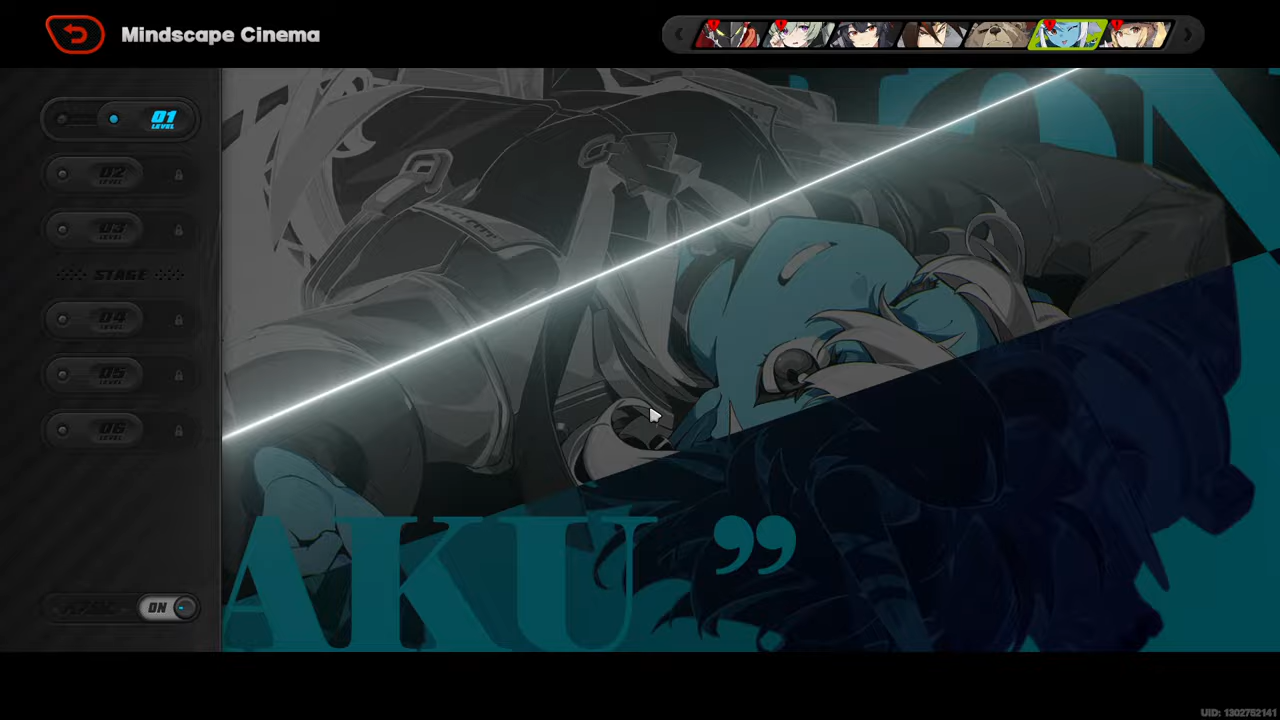 Mindscape Cinema
01
LEVEL
02
LEVEL
03
LEVEL
STAGE
04
LEVEL
05
LEVEL
06
LEVEL
ON
AKU ”
UID: 1302752141